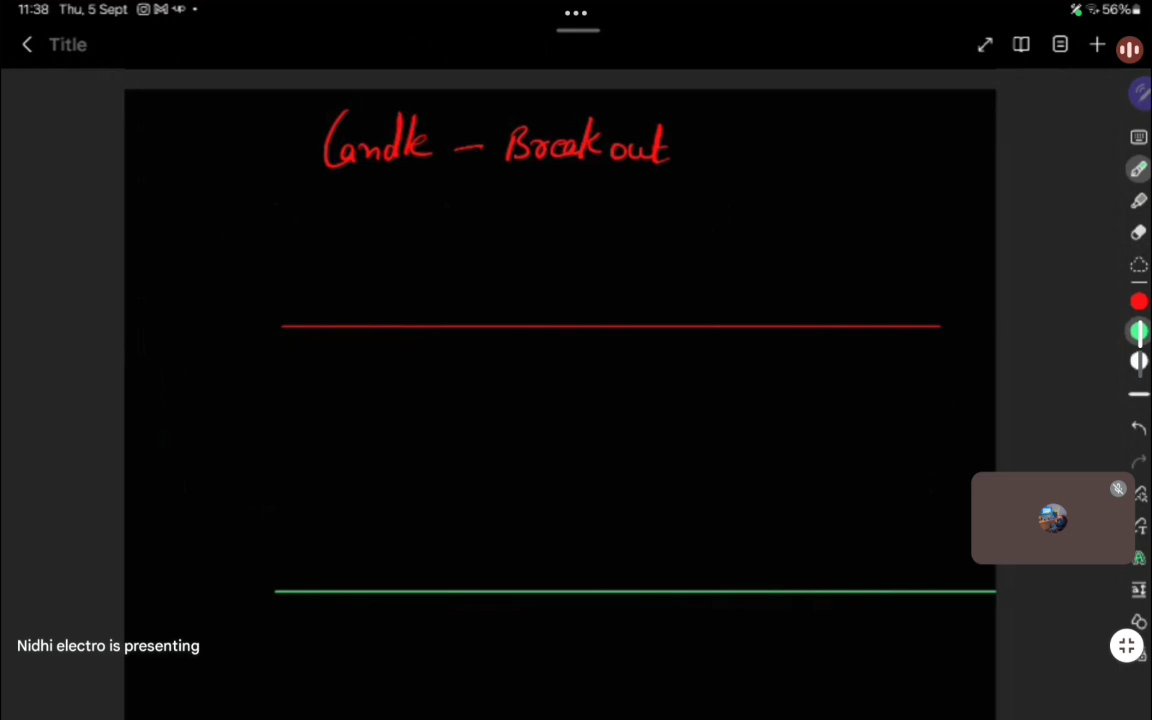 11:38 Thu, 5 Sept 56%
Title
Candle - Breakout
Nidhi electro is presenting